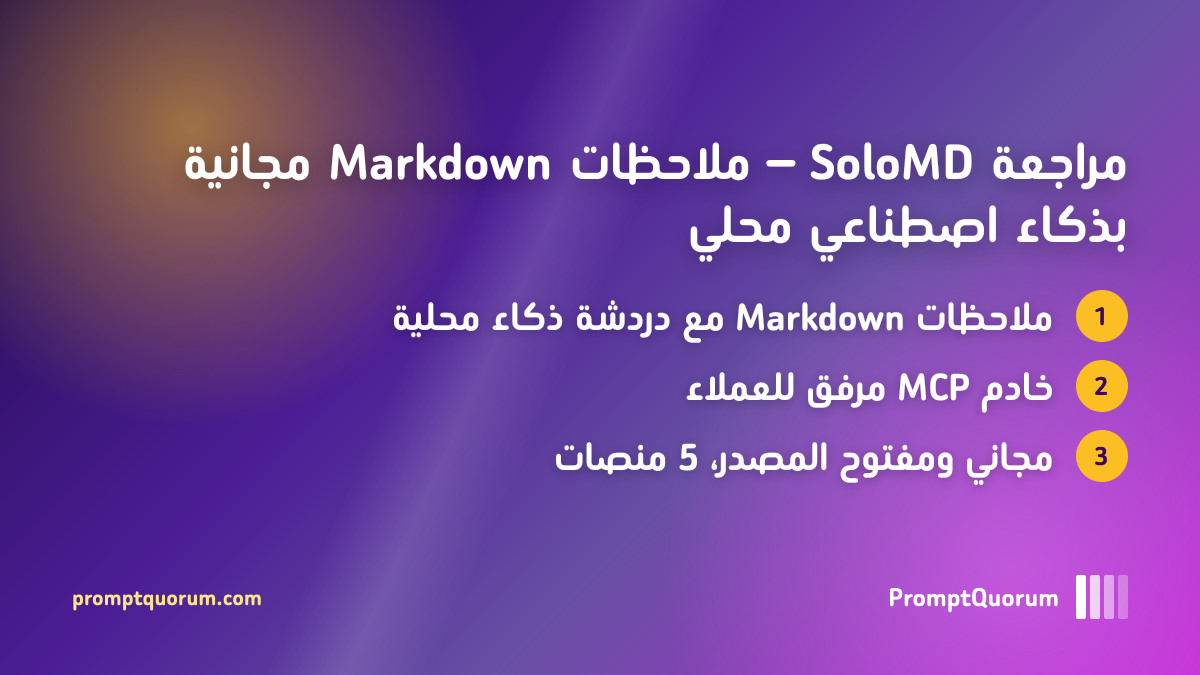 مراجعة SoloMD – ملاحظات Markdown مجانية
بذكاء اصطناعي محلي
1 ملاحظات Markdown مع دردشة ذكاء محلية
2 خادم MCP مرفق للعملاء
3 مجاني ومفتوح المصدر، 5 منصات
PromptQuorum
promptquorum.com